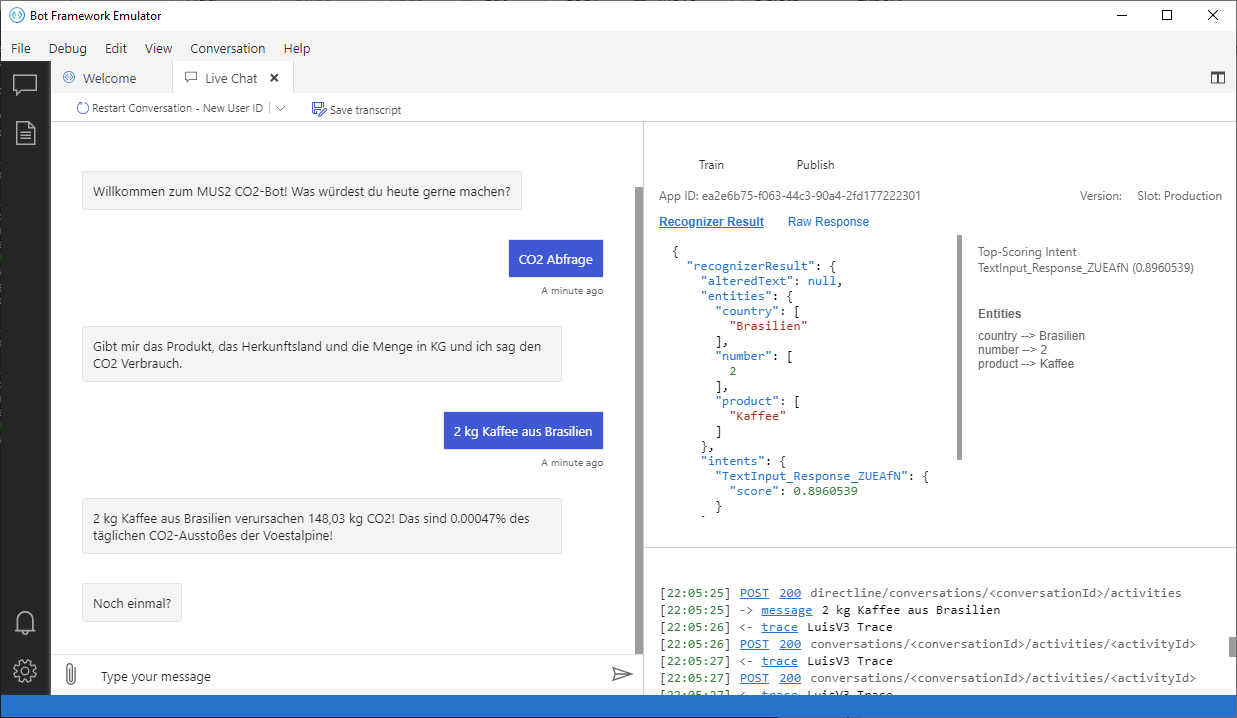 Bot Framework Emulator
File Debug Edit View Conversation Help
Welcome
Live Chat
Restart Conversation - New User ID
Save transcript
Willkommen zum MUS2 CO2-Bot! Was würdest du heute gerne machen?
CO2 Abfrage
A minute ago
Gibt mir das Produkt, das Herkunftsland und die Menge in KG und ich sag den
CO2 Verbrauch.
2 kg Kaffee aus Brasilien
A minute ago
2 kg Kaffee aus Brasilien verursachen 148,03 kg CO2! Das sind 0.00047% des
täglichen CO2-Ausstoßes der Voestalpine!
Noch einmal?
Type your message
Train Publish
App ID: ea2e6b75-f063-44c3-90a4-2fd177222301 Version: Slot: Production
Recognizer Result Raw Response
{
"recognizerResult": {
"alteredText": null,
"entities": {
"country": [
"Brasilien"
],
"number": [
2
],
"product": [
"Kaffee"
]
},
"intents": {
"TextInput_Response_ZUEAfN": {
"score": 0.8960539
}
Top-Scoring Intent
TextInput_Response_ZUEAfN (0.8960539)
Entities
country --> Brasilien
number --> 2
product --> Kaffee
[22:05:25] POST 200 directline/conversations/<conversationId>/activities
[22:05:25] -> message 2 kg Kaffee aus Brasilien
[22:05:26] <- trace LuisV3 Trace
[22:05:26] POST 200 conversations/<conversationId>/activities/<activityId>
[22:05:27] <- trace LuisV3 Trace
[22:05:27] POST 200 conversations/<conversationId>/activities/<activityId>
[22:05:27] <- trace LuisV3 Trace